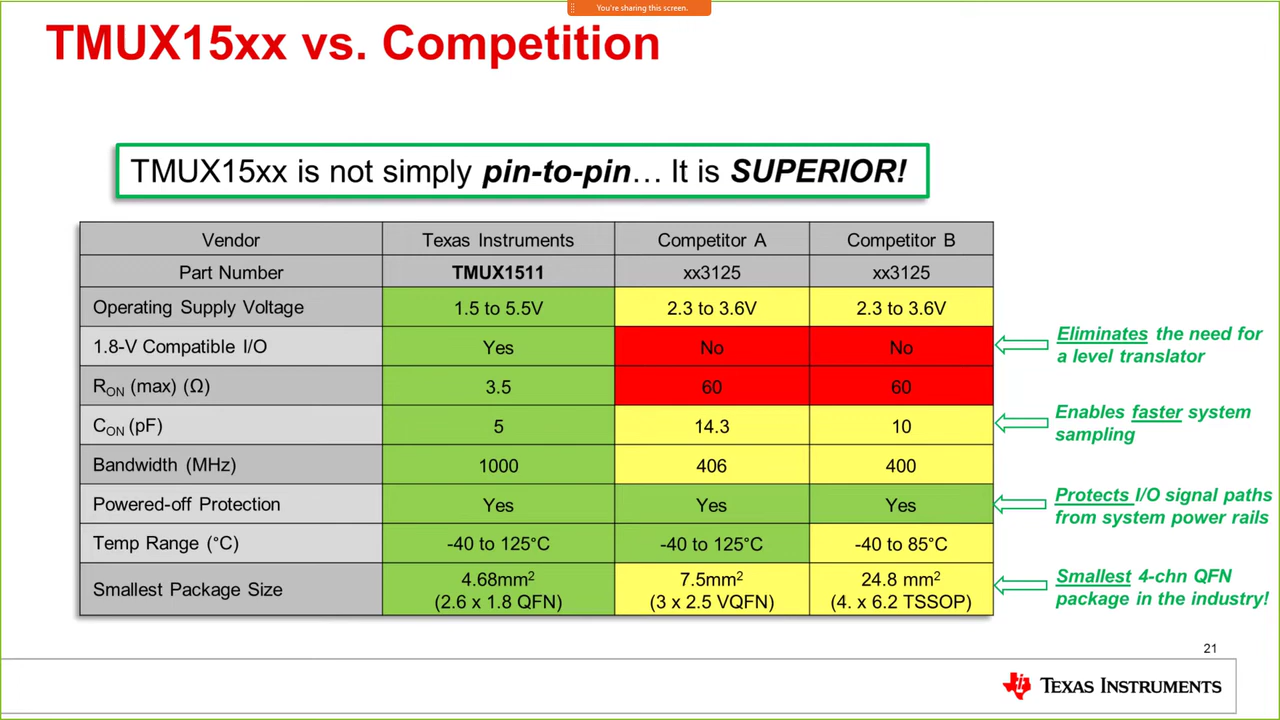 You're sharing this screen.
TMUX15xx vs. Competition
TMUX15xx is not simply pin-to-pin... It is SUPERIOR!
Vendor Texas Instruments Competitor A Competitor B
Part Number TMUX1511 xx3125 xx3125
Operating Supply Voltage 1.5 to 5.5V 2.3 to 3.6V 2.3 to 3.6V
1.8-V Compatible I/O Yes No No
RON (max) (Ω) 3.5 60 60
CON (pF) 5 14.3 10
Bandwidth (MHz) 1000 406 400
Powered-off Protection Yes Yes Yes
Temp Range (°C) -40 to 125°C -40 to 125°C -40 to 85°C
Smallest Package Size 4.68mm2 7.5mm2 24.8 mm2
(2.6 x 1.8 QFN) (3 x 2.5 VQFN) (4. x 6.2 TSSOP)
Eliminates the need for
a level translator
Enables faster system
sampling
Protects I/O signal paths
from system power rails
Smallest 4-chn QFN
package in the industry!
21
TEXAS INSTRUMENTS